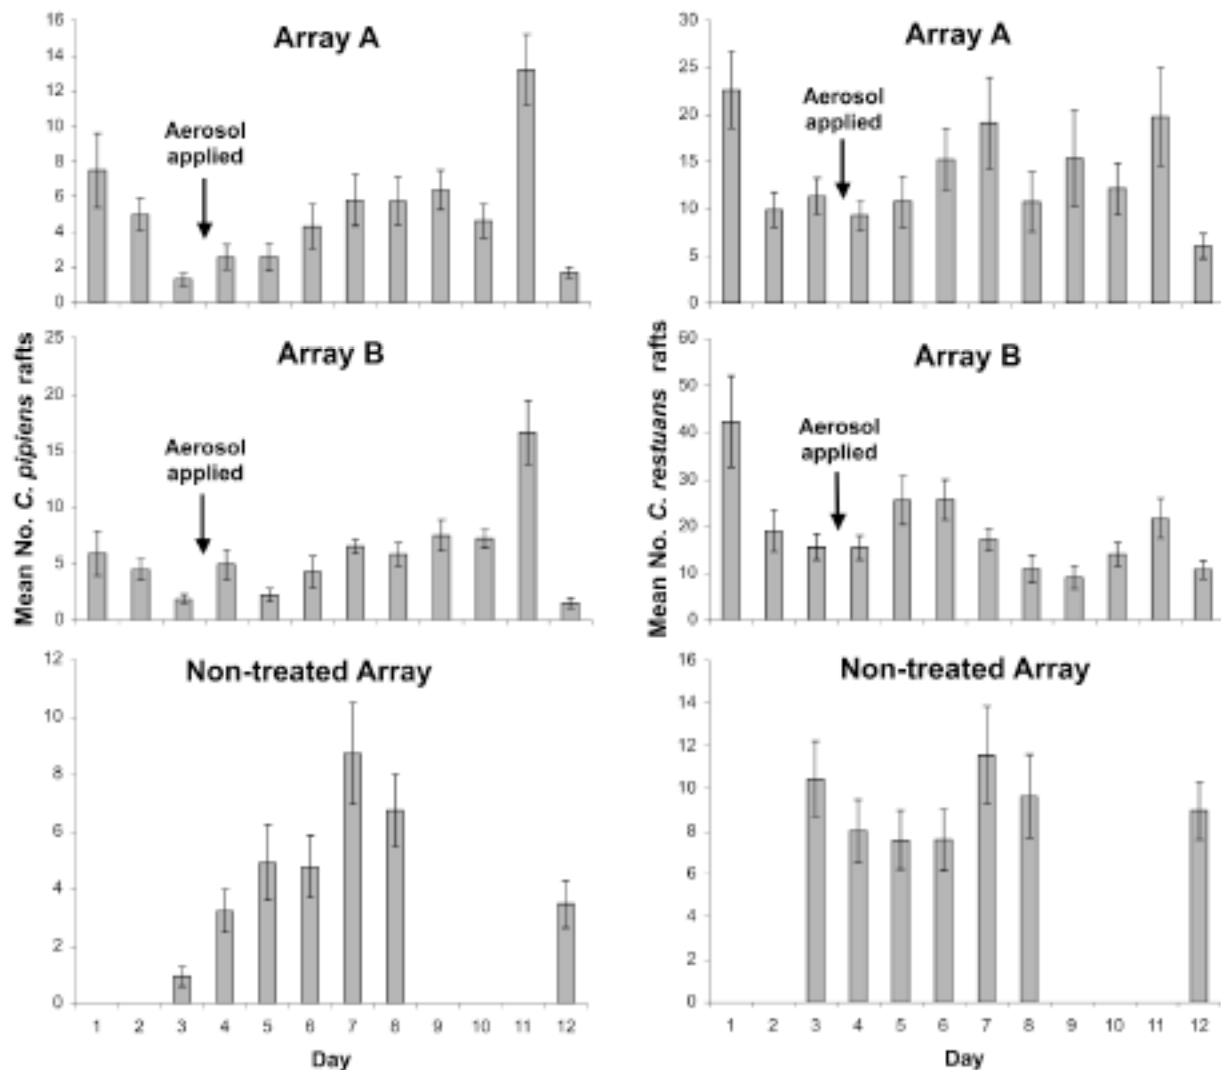 Array A
16
14
12
10
8
6
4
2
0
Aerosol
applied
Array A
30
25
20
15
10
5
0
Aerosol
applied
Mean No. C. pipiens rafts
Array B
25
20
15
10
5
0
Aerosol
applied
Mean No. C. restuans rafts
Array B
60
50
40
30
20
10
0
Aerosol
applied
Non-treated Array
12
10
8
6
4
2
0
1 2 3 4 5 6 7 8 9 10 11 12
Day
Non-treated Array
16
14
12
10
8
6
4
2
0
1 2 3 4 5 6 7 8 9 10 11 12
Day